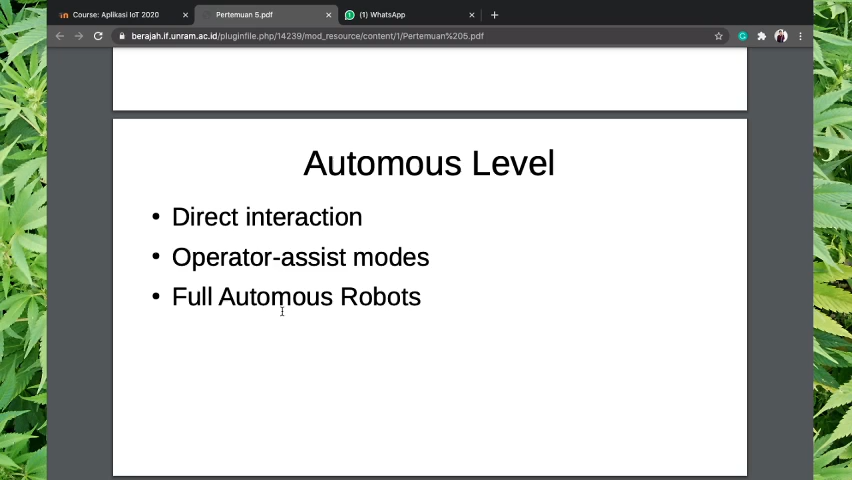 Course: Aplikasi IoT 2020
Pertemuan 5.pdf
(1) WhatsApp
berajah.if.unram.ac.id/pluginfile.php/14239/mod_resource/content/1/Pertemuan%205.pdf
Automous Level
• Direct interaction
• Operator-assist modes
• Full Automous Robots